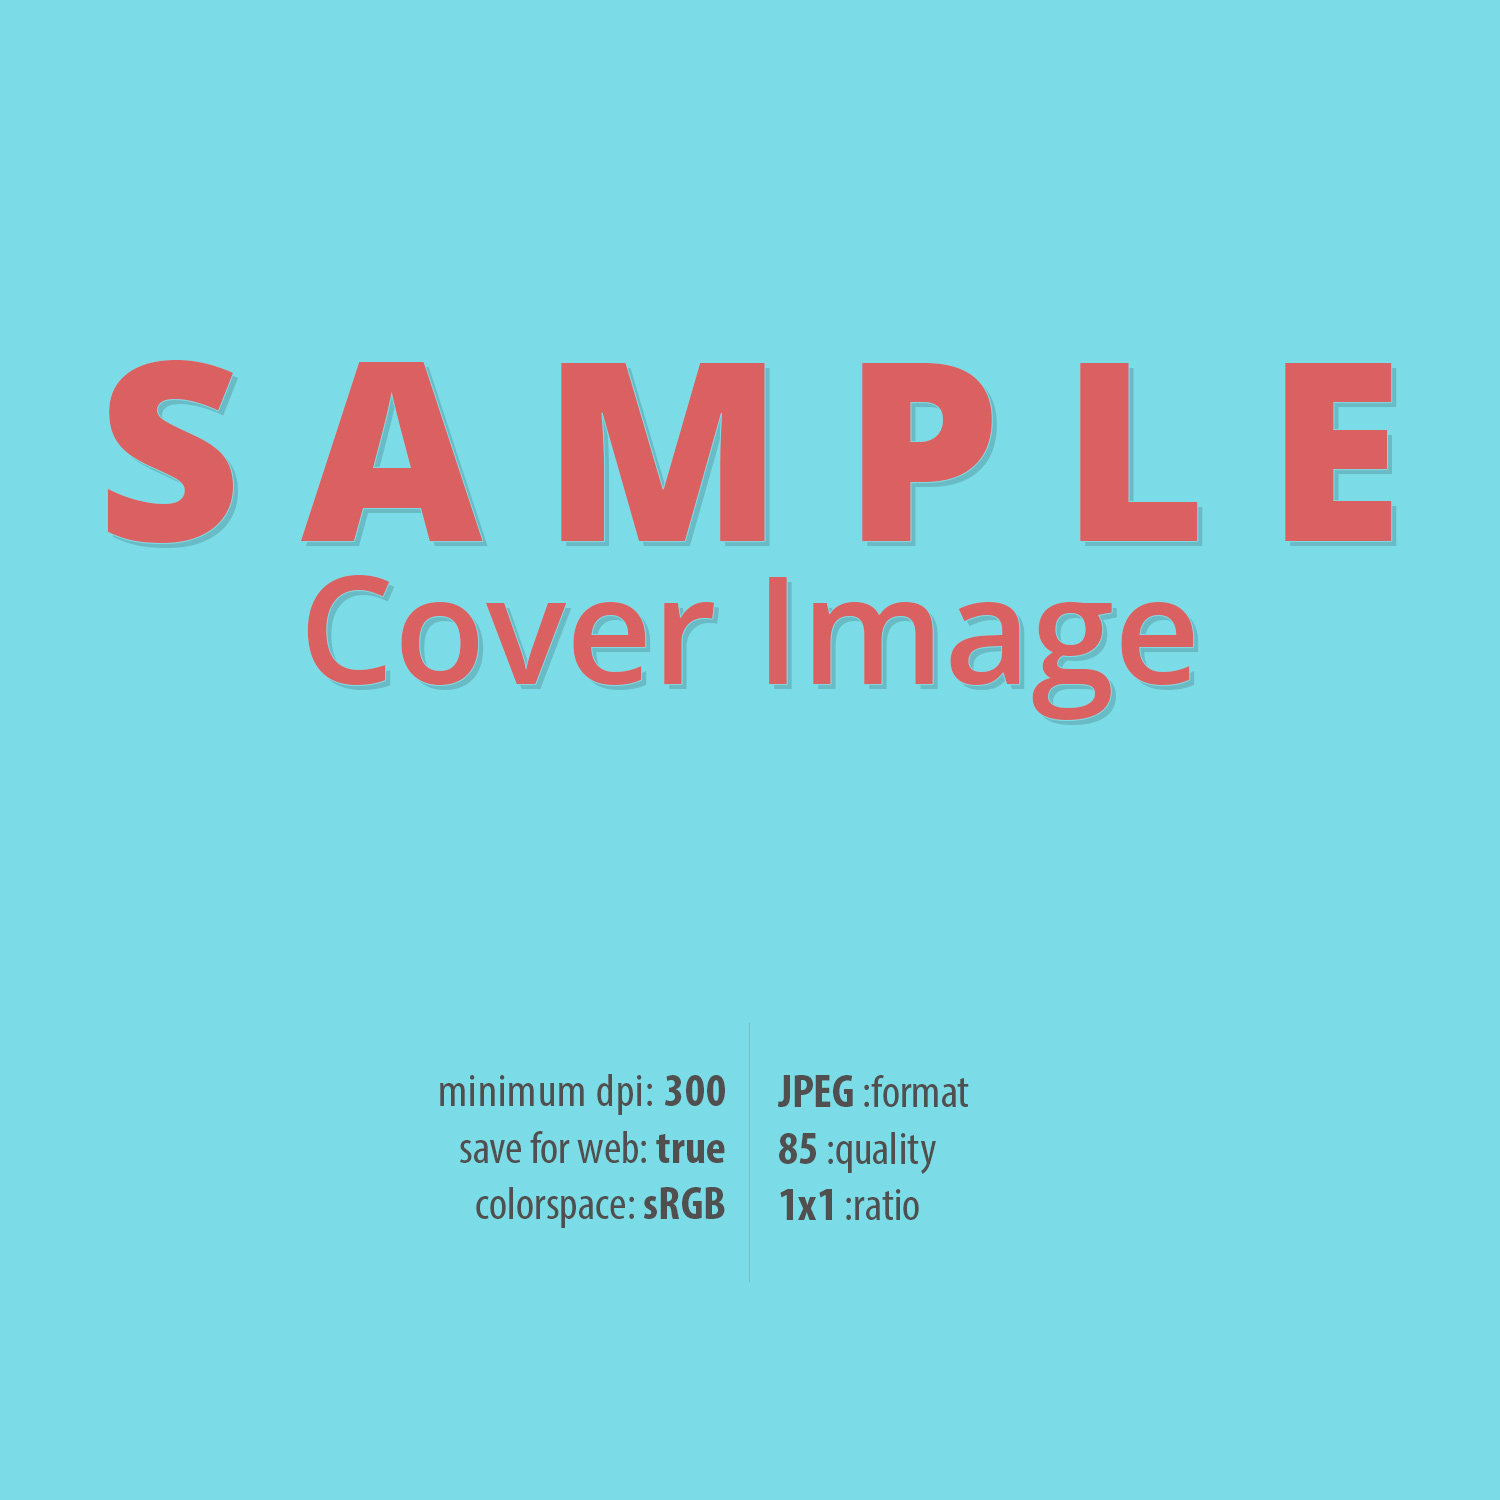 SAMPLE
Cover Image
minimum dpi: 300
save for web: true
colorspace: sRGB
JPEG :format
85 :quality
1x1 :ratio